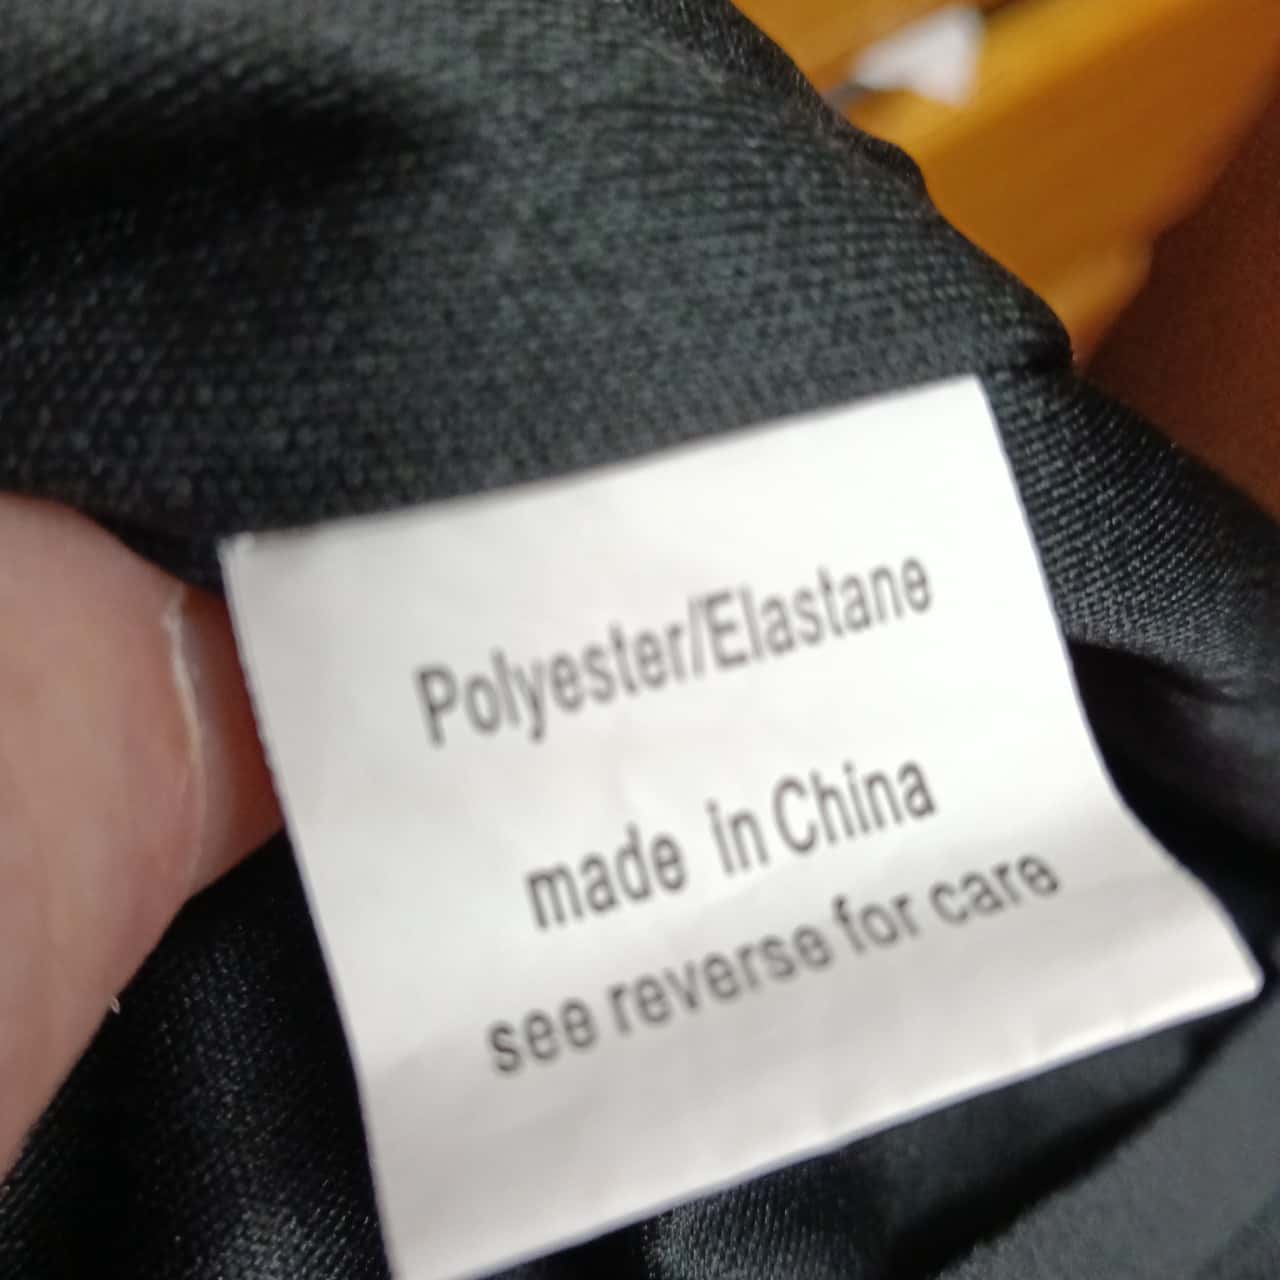 Polyester/Elastane
made in China
see reverse for care